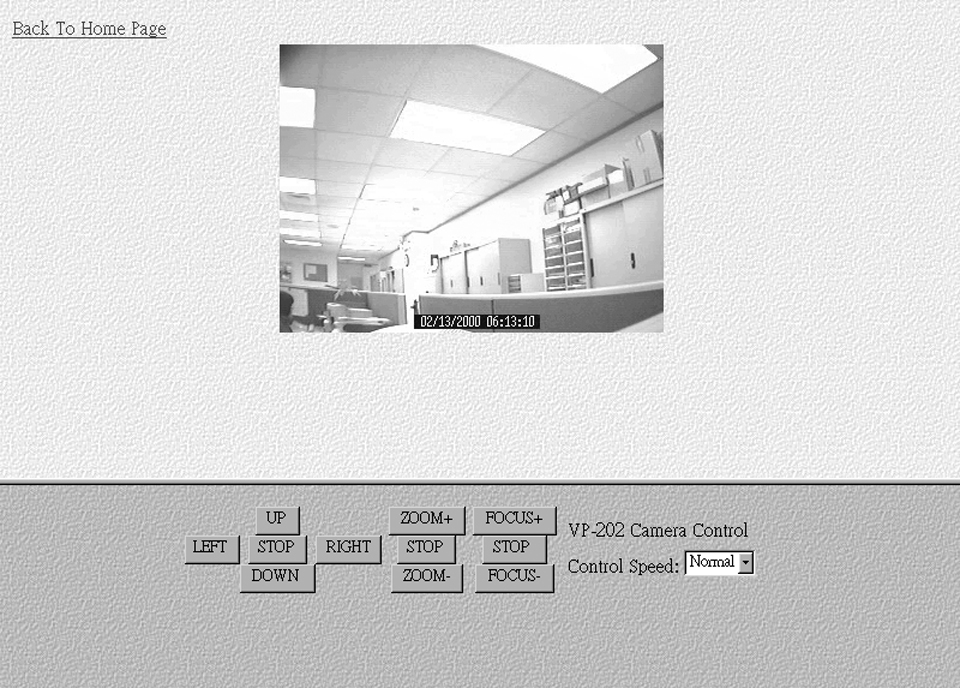 Back To Home Page
02/13/2000 06:13:10
UP
LEFT STOP RIGHT
DOWN
ZOOM+
STOP
ZOOM-
FOCUS+
STOP
FOCUS-
VP-202 Camera Control
Control Speed: Normal